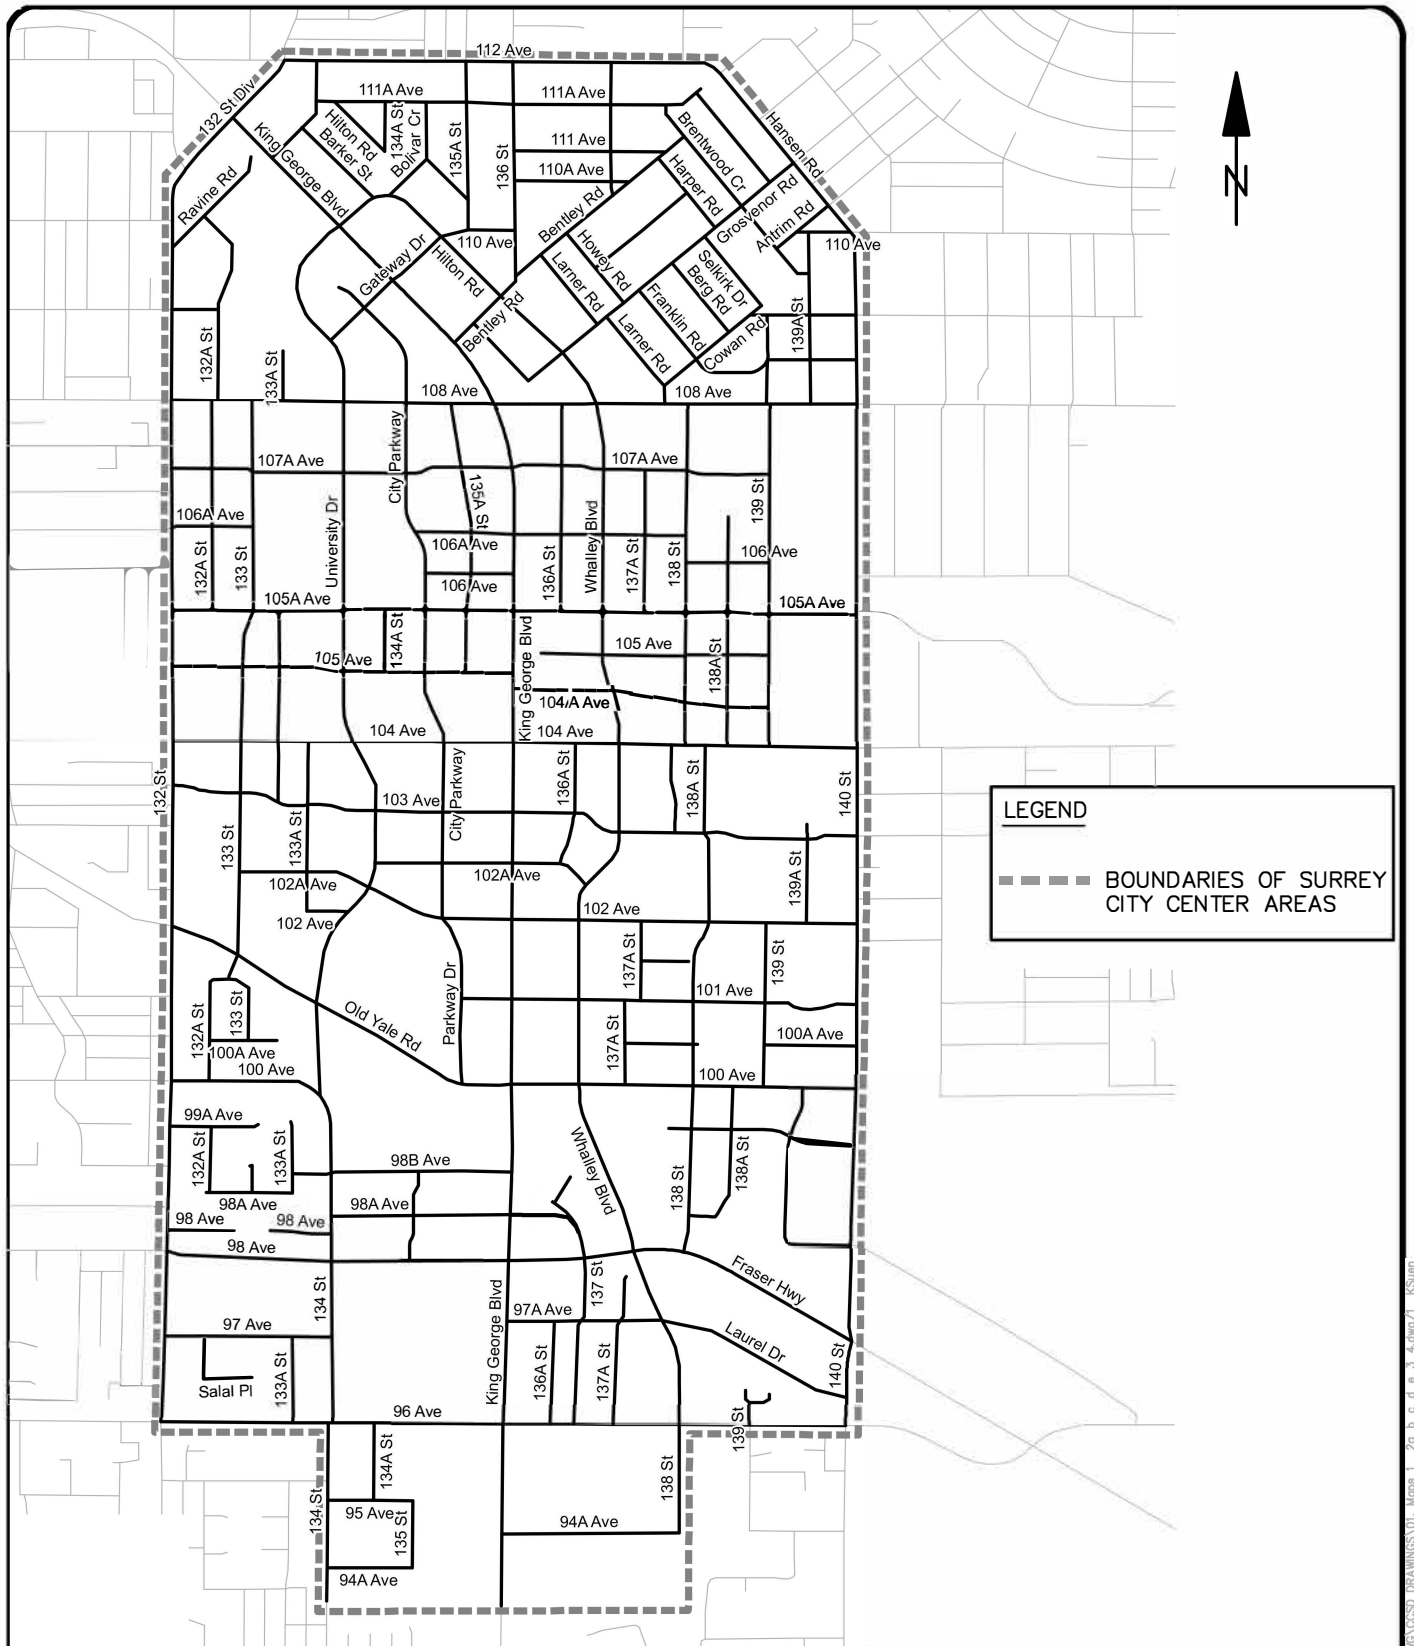 112 Ave
132 St Div
111A Ave
111A Ave
King George Blvd
Hilton Rd
Barker St
134A St
Bolivar Cr
135A St
136 St
111 Ave
110A Ave
Brentwood Cr
Hansen Rd
Harper Rd
Ravine Rd
Bentley Rd
Grosvenor Rd
Antrim Rd
110 Ave
110 Ave
N
Gateway Dr
Hilton Rd
Howey Rd
Larner Rd
Selkirk Dr
Berg Rd
Franklin Rd
Bentley Rd
Larner Rd
Cowan Rd
139A St
132A St
133A St
108 Ave
108 Ave
City Parkway
107A Ave
107A Ave
135A St
139 St
University Dr
Whalley Blvd
106A Ave
106A Ave
106 Ave
132A St
133 St
136A St
137A St
138 St
106 Ave
105A Ave
105A Ave
134A St
King George Blvd
105 Ave
105 Ave
138A St
104A Ave
104 Ave
104 Ave
132 St
City Parkway
136A St
138A St
140 St
103 Ave
LEGEND
133 St
133A St
139A St
102A Ave
102A Ave
BOUNDARIES OF SURREY
CITY CENTER AREAS
102 Ave
102 Ave
137A St
139 St
Parkway Dr
101 Ave
132A St
133 St
Old Yale Rd
137A St
100A Ave
100A Ave
100 Ave
100 Ave
99A Ave
132A St
133A St
98B Ave
Whalley Blvd
138 St
138A St
98A Ave
98A Ave
98 Ave
98 Ave
98 Ave
134 St
King George Blvd
137 St
Fraser Hwy
97A Ave
97 Ave
Laurel Dr
140 St
Salal Pl
133A St
136A St
137A St
96 Ave
139 St
134A St
138 St
134 St
95 Ave
135 St
94A Ave
94A Ave